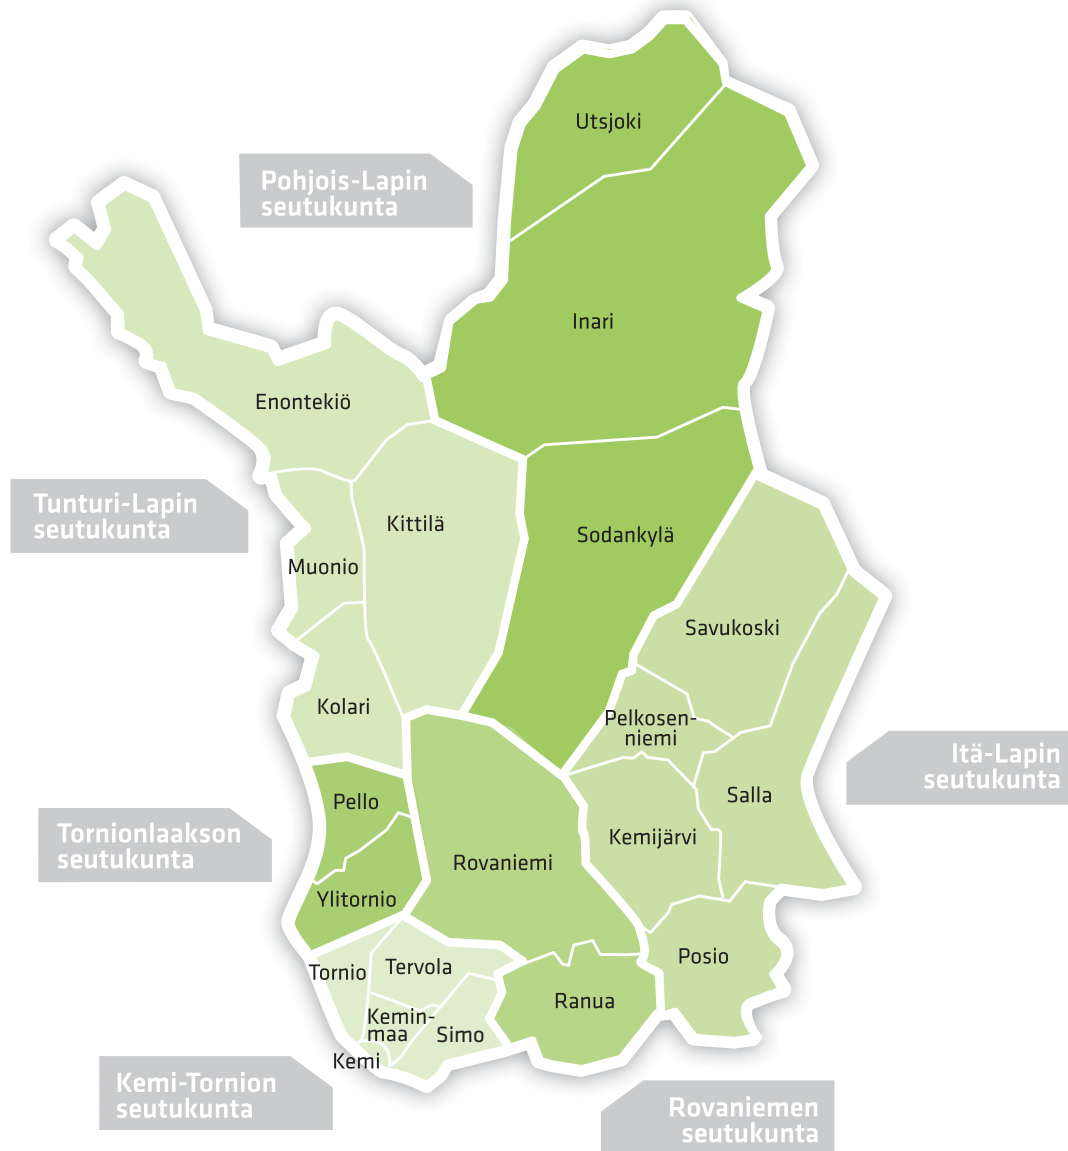 Utsjoki
Pohjois-Lapin
seutukunta
Inari
Enontekiö
Tunturi-Lapin
seutukunta
Kittilä
Sodankylä
Muonio
Savukoski
Kolari
Pelkosen-
niemi
Itä-Lapin
seutukunta
Salla
Pello
Tornionlaakson
seutukunta
Kemijärvi
Rovaniemi
Ylitornio
Posio
Tornio
Tervola
Ranua
Kemin-
maa
Simo
Kemi
Kemi-Tornion
seutukunta
Rovaniemen
seutukunta